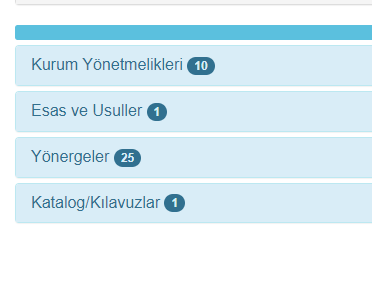 Kurum Yönetmelikleri 10
Esas ve Usuller 1
Yönergeler 25
Katalog/Kılavuzlar 1